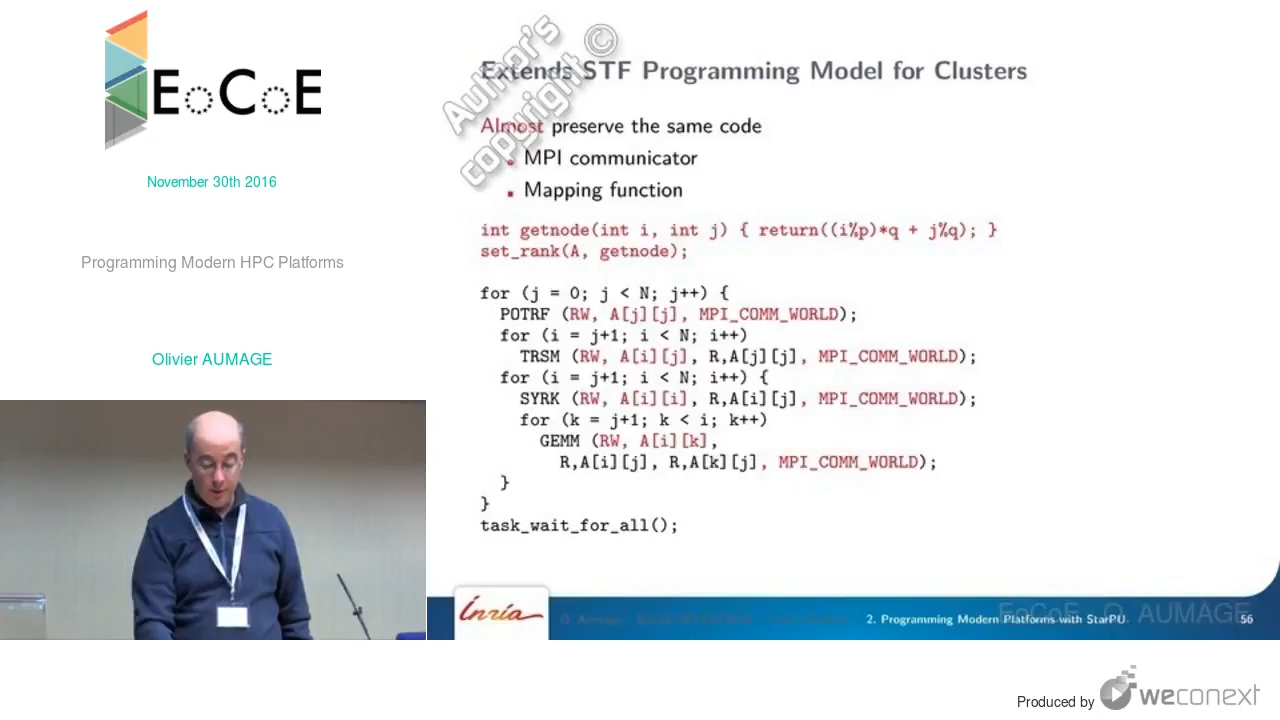 EoCoE
November 30th 2016
Programming Modern HPC Platforms
Olivier AUMAGE
Author's
copyright ©
Extends STF Programming Model for Clusters
Almost preserve the same code
MPI communicator
Mapping function
int getnode(int i, int j) { return((i%p)*q + j%q); }
set_rank(A, getnode);
for (j = 0; j < N; j++) {
POTRF (RW, A[j][j], MPI_COMM_WORLD);
for (i = j+1; i < N; i++)
TRSM (RW, A[i][j], R,A[j][j], MPI_COMM_WORLD);
for (i = j+1; i < N; i++) {
SYRK (RW, A[i][i], R,A[i][j], MPI_COMM_WORLD);
for (k = j+1; k < i; k++)
GEMM (RW, A[i][k],
R,A[i][j], R,A[k][j], MPI_COMM_WORLD);
}
}
task_wait_for_all();
Inria
O. Aumage
2. Programming Modern Platforms with StarPU
EoCoE O. AUMAGE
56
Produced by weconext